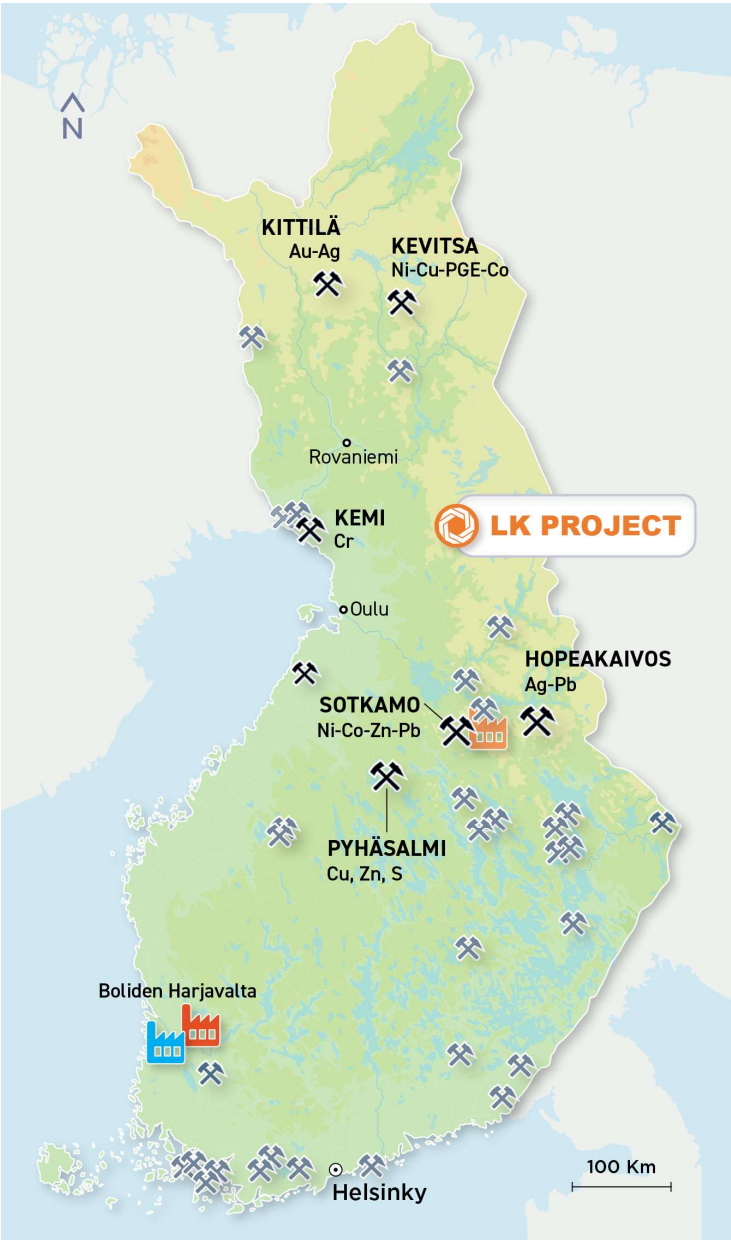 N
KITTILÄ
Au-Ag
KEVITSA
Ni-Cu-PGE-Co
Rovaniemi
KEMI
Cr
LK PROJECT
Oulu
HOPEAKAIVOS
Ag-Pb
SOTKAMO
Ni-Co-Zn-Pb
PYHÄSALMI
Cu, Zn, S
Boliden Harjavalta
100 Km
Helsinky